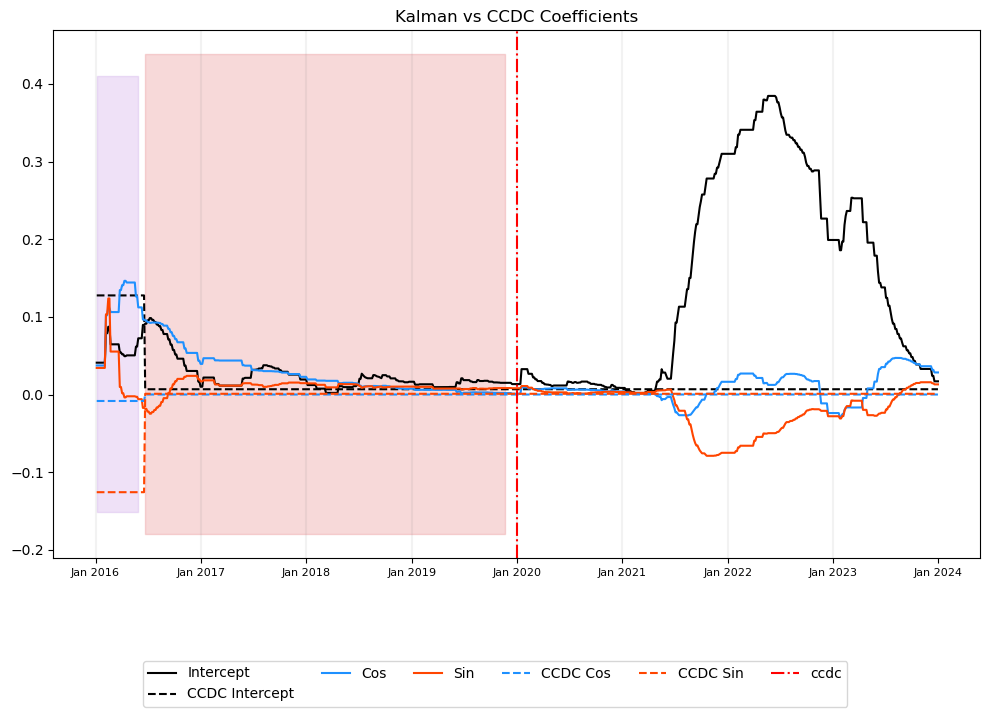 Kalman vs CCDC Coefficients
0.4
0.3
0.2
0.1
0.0
−0.1
−0.2
Jan 2016 Jan 2017 Jan 2018 Jan 2019 Jan 2020 Jan 2021 Jan 2022 Jan 2023 Jan 2024
Intercept Cos Sin CCDC Cos CCDC Sin ccdc
CCDC Intercept